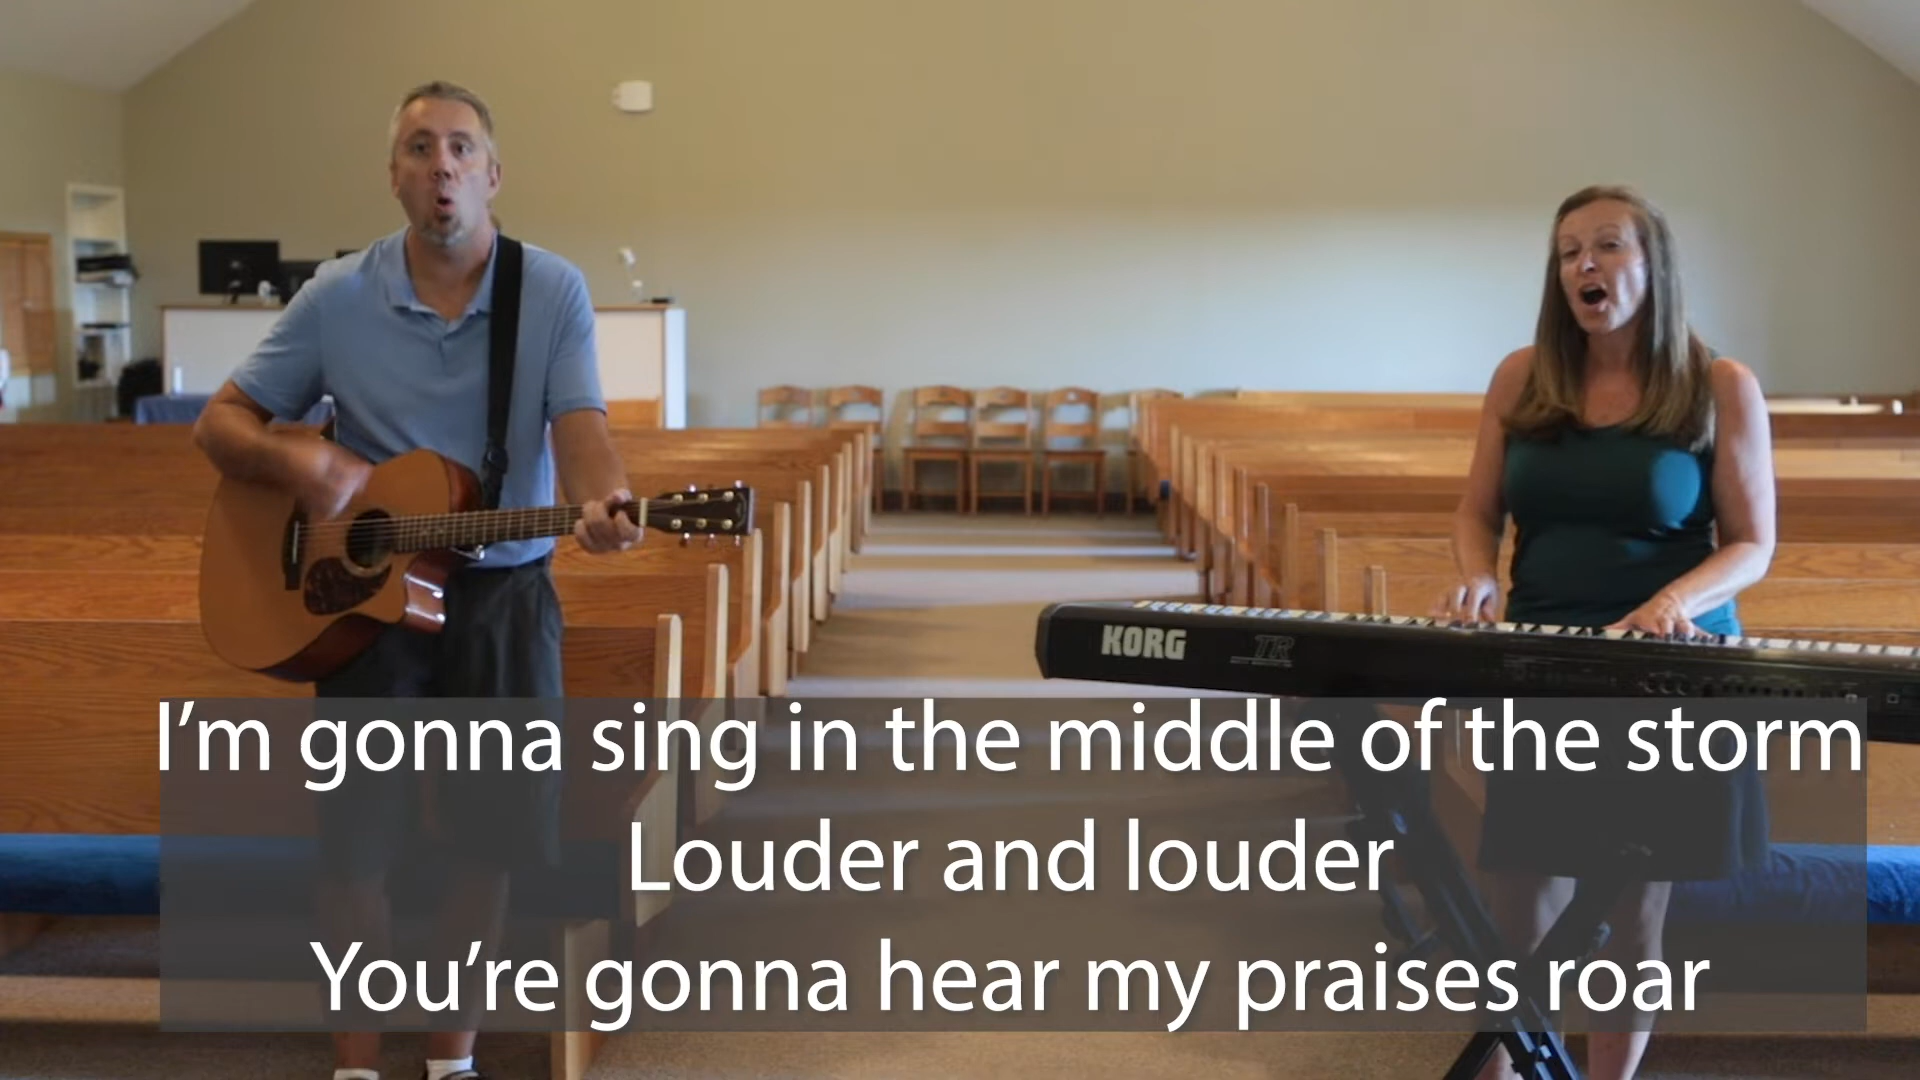 KORG
TR
I'm gonna sing in the middle of the storm
Louder and louder
You're gonna hear my praises roar